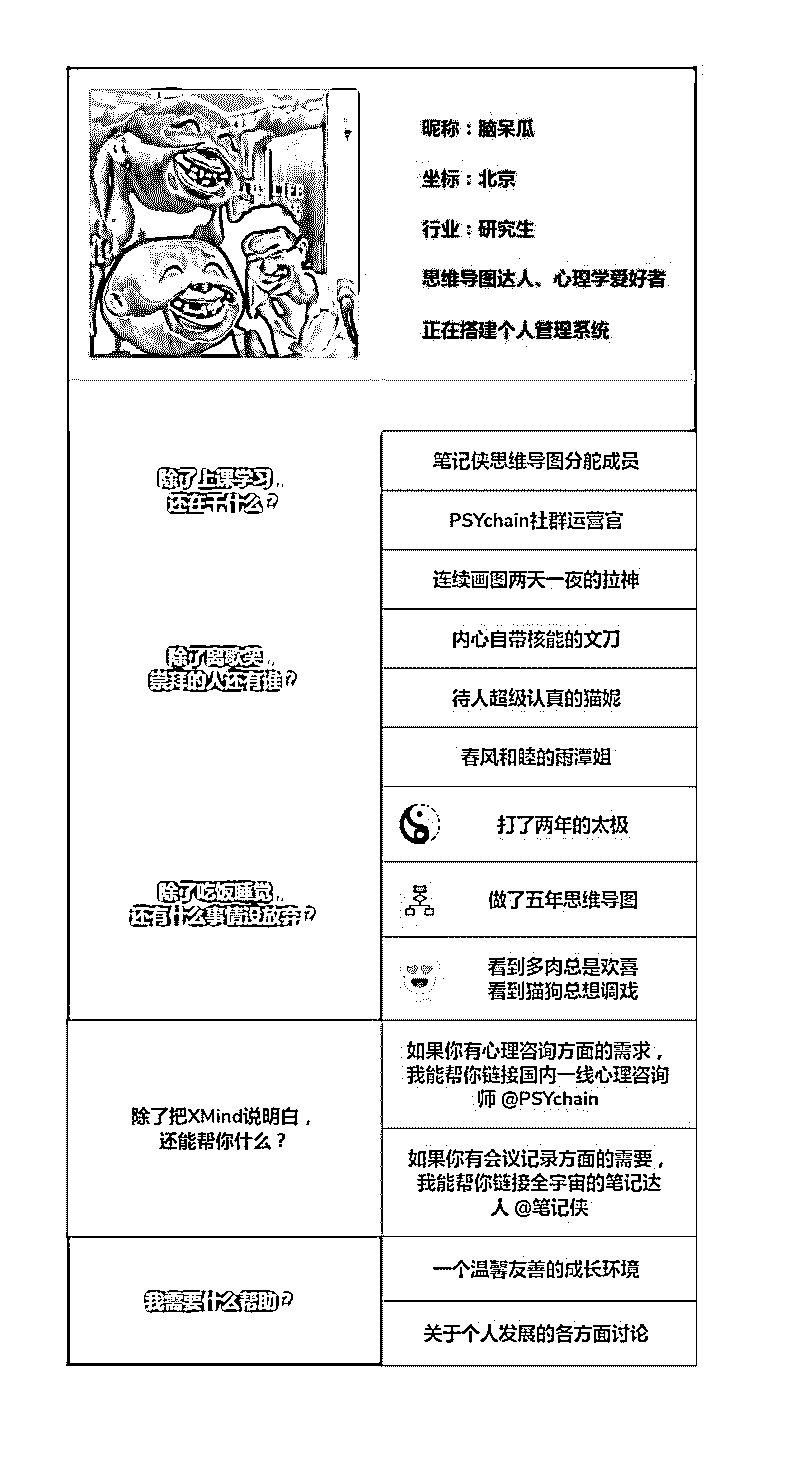 昵称：脑呆瓜
坐标：北京
行业：研究生
思维导图达人、心理学爱好者
正在搭建个人管理系统
除了上课学习，
还在干什么？
笔记侠思维导图分舵成员
PSYchain社群运营官
除了离歌笑，
崇拜的人还有谁？
连续画图两天一夜的拉神
内心自带核能的文刀
待人超级认真的猫妮
春风和睦的雨潭姐
除了吃饭睡觉，
还有什么事情没放弃？
打了两年的太极
做了五年思维导图
看到多肉总是欢喜
看到猫狗总想调戏
除了把XMind说明白，
还能帮你什么？
如果你有心理咨询方面的需求，
我能帮你链接国内一线心理咨询
师 @PSYchain
如果你有会议记录方面的需要，
我能帮你链接全宇宙的笔记达
人 @笔记侠
我需要什么帮助？
一个温馨友善的成长环境
关于个人发展的各方面讨论